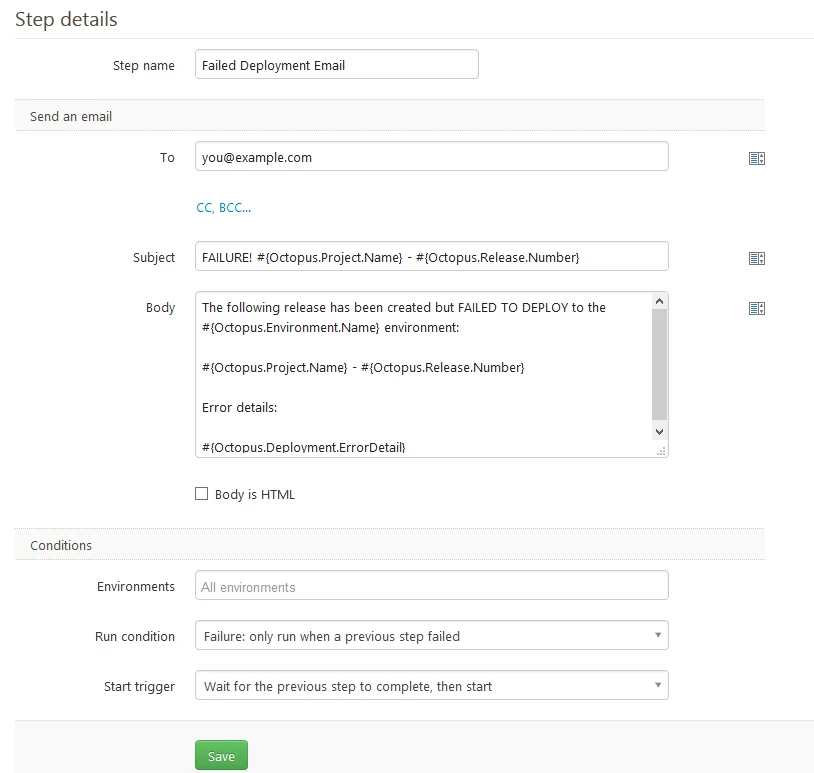 Step details
Step name
Failed Deployment Email
Send an email
To
you@example.com
CC, BCC...
Subject
FAILURE! #{Octopus.Project.Name} - #{Octopus.Release.Number}
Body
The following release has been created but FAILED TO DEPLOY to the
#{Octopus.Environment.Name} environment:
#{Octopus.Project.Name} - #{Octopus.Release.Number}
Error details:
#{Octopus.Deployment.ErrorDetail}
Body is HTML
Conditions
Environments
All environments
Run condition
Failure: only run when a previous step failed
Start trigger
Wait for the previous step to complete, then start
Save